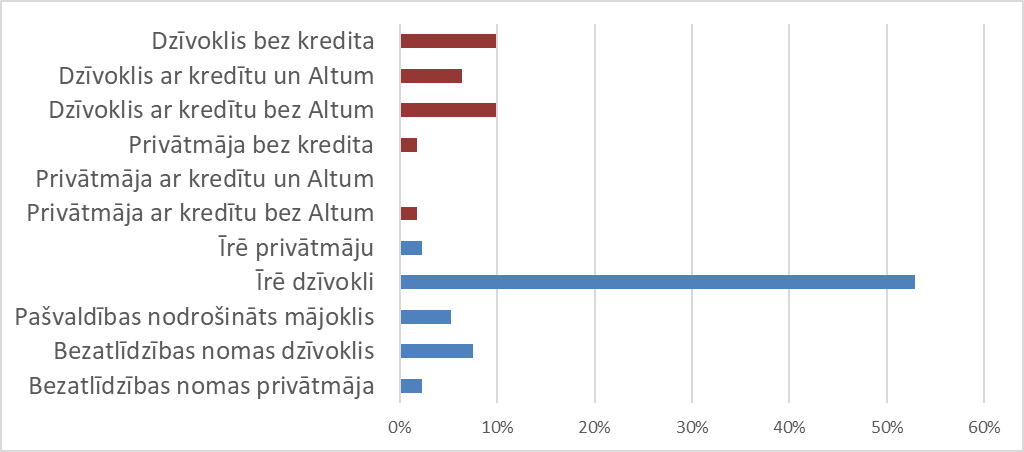 Dzīvoklis bez kredita
Dzīvoklis ar kredītu un Altum
Dzīvoklis ar kredītu bez Altum
Privātmāja bez kredita
Privātmāja ar kredītu un Altum
Privātmāja ar kredītu bez Altum
Īrē privātmāju
Īrē dzīvokli
Pašvaldības nodrošināts mājoklis
Bezatlīdzības nomas dzīvoklis
Bezatlīdzības nomas privātmāja
0% 10% 20% 30% 40% 50% 60%